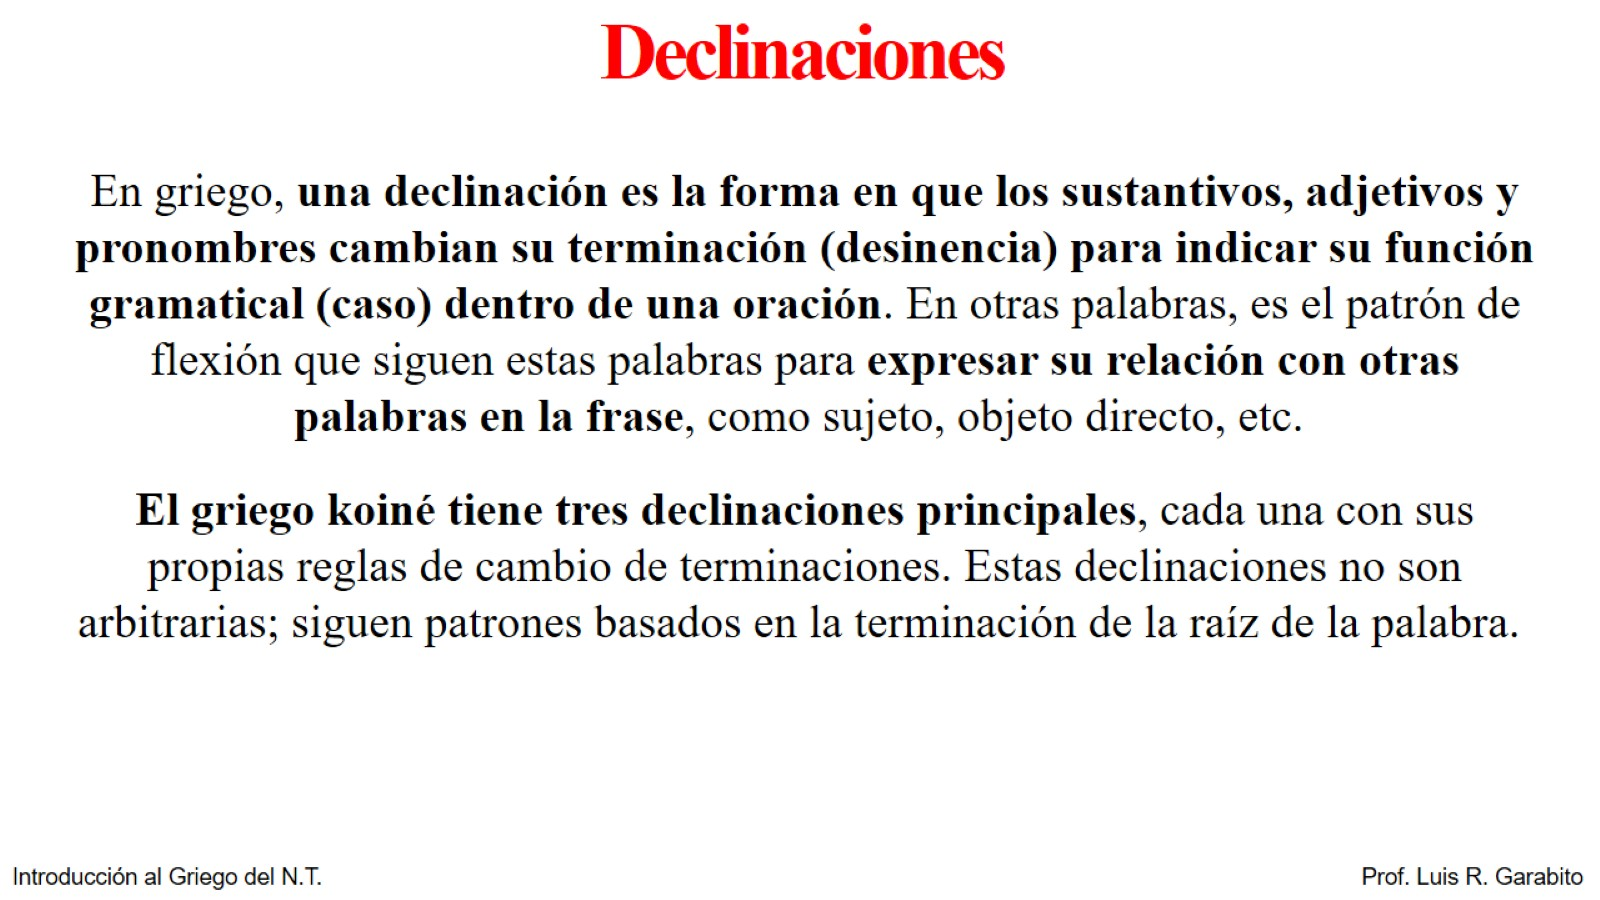 Declinaciones
En griego, una declinación es la forma en que los sustantivos, adjetivos y
pronombres cambian su terminación (desinencia) para indicar su función
gramatical (caso) dentro de una oración. En otras palabras, es el patrón de
flexión que siguen estas palabras para expresar su relación con otras
palabras en la frase, como sujeto, objeto directo, etc.
El griego koiné tiene tres declinaciones principales, cada una con sus
propias reglas de cambio de terminaciones. Estas declinaciones no son
arbitrarias; siguen patrones basados en la terminación de la raíz de la palabra.
Introducción al Griego del N.T.
Prof. Luis R. Garabito